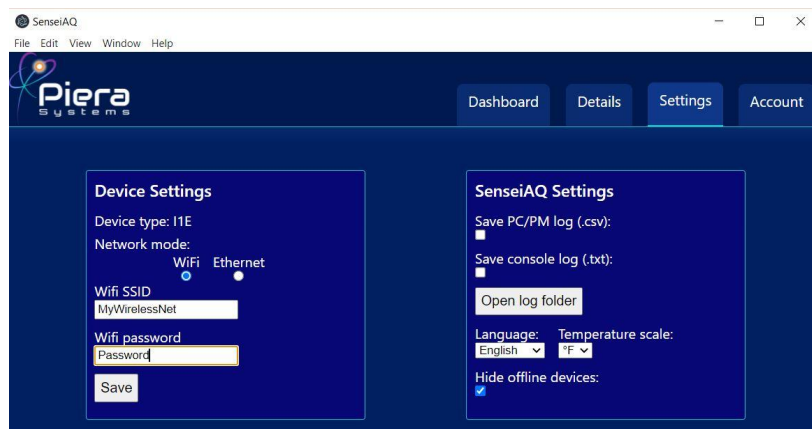 SenseiAQ
File Edit View Window Help
Piera
Systems
Dashboard Details Settings Account
Device Settings
Device type: I1E
Network mode:
WiFi Ethernet
Wifi SSID
MyWirelessNet
Wifi password
Password
Save
SenseiAQ Settings
Save PC/PM log (.csv):
Save console log (.txt):
Open log folder
Language: Temperature scale:
English °F
Hide offline devices: